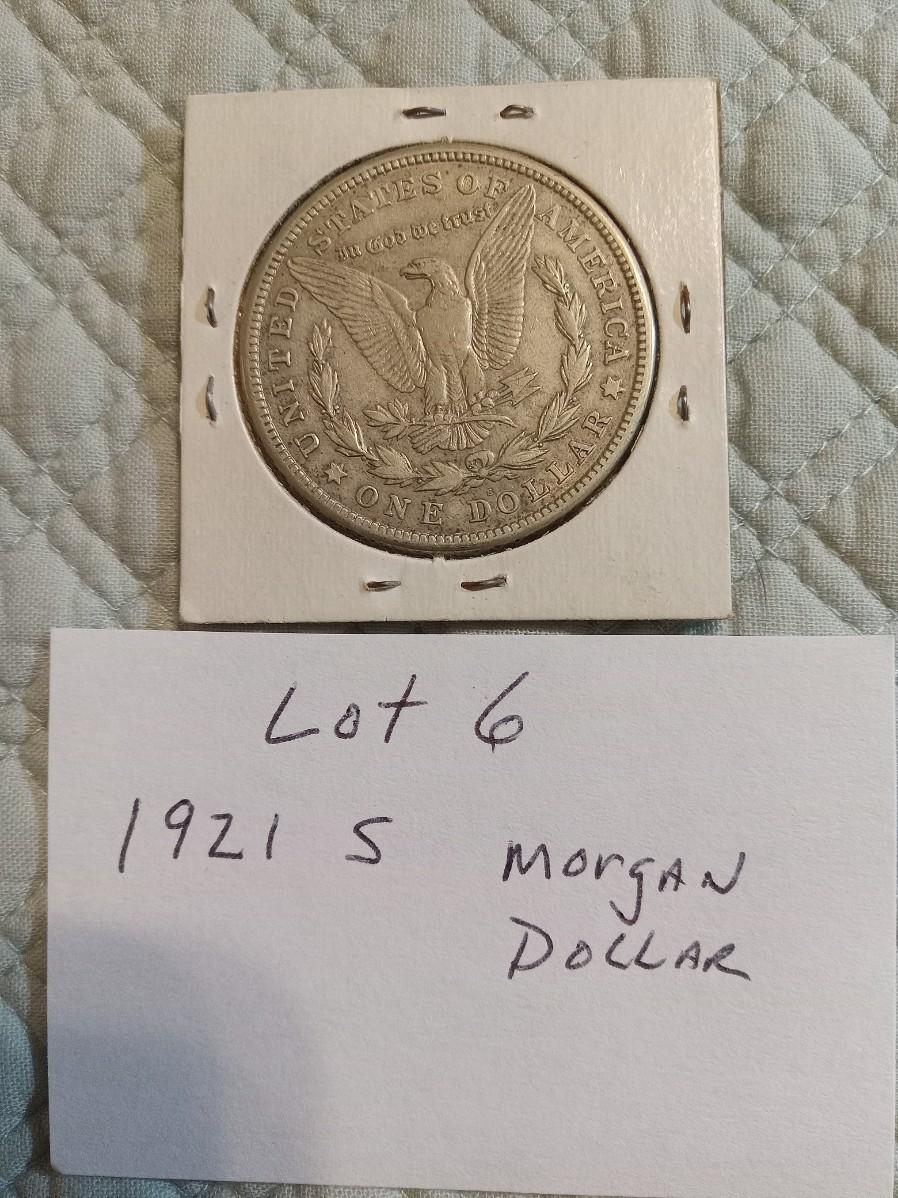 UNITED STATES OF AMERICA
In God we trust
ONE DOLLAR
Lot 6
1921 S MORgAN
DOLLAR